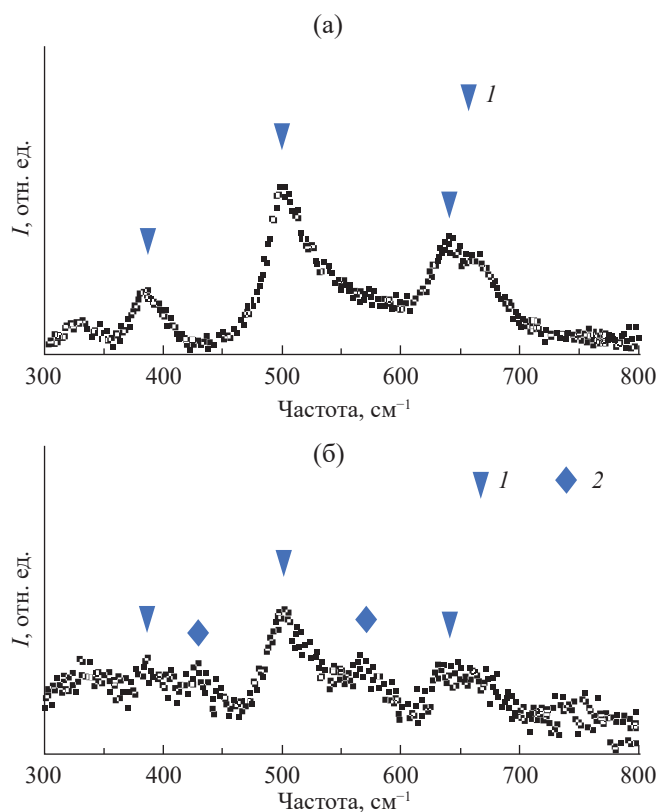 (а)
1
I, отн. ед.
300 400 500 600 700 800
Частота, см⁻¹
(б)
1 2
I, отн. ед.
300 400 500 600 700 800
Частота, см⁻¹